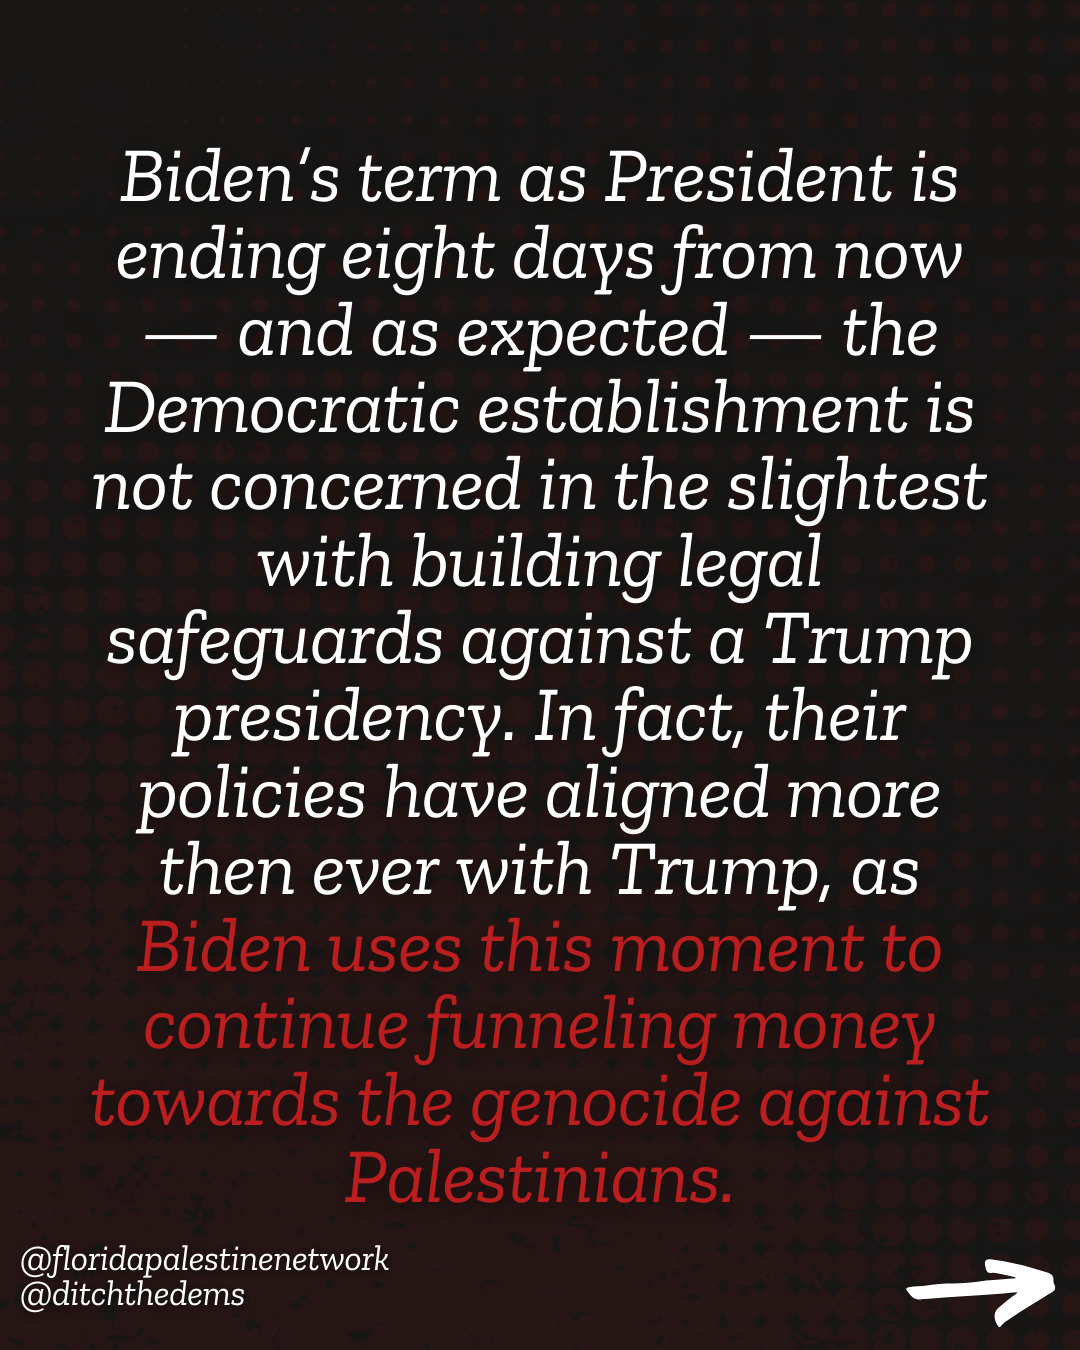 Biden’s term as President is
ending eight days from now
— and as expected — the
Democratic establishment is
not concerned in the slightest
with building legal
safeguards against a Trump
presidency. In fact, their
policies have aligned more
then ever with Trump, as
Biden uses this moment to
continue funneling money
towards the genocide against
Palestinians.
@floridapalestinenetwork
@ditchthedems